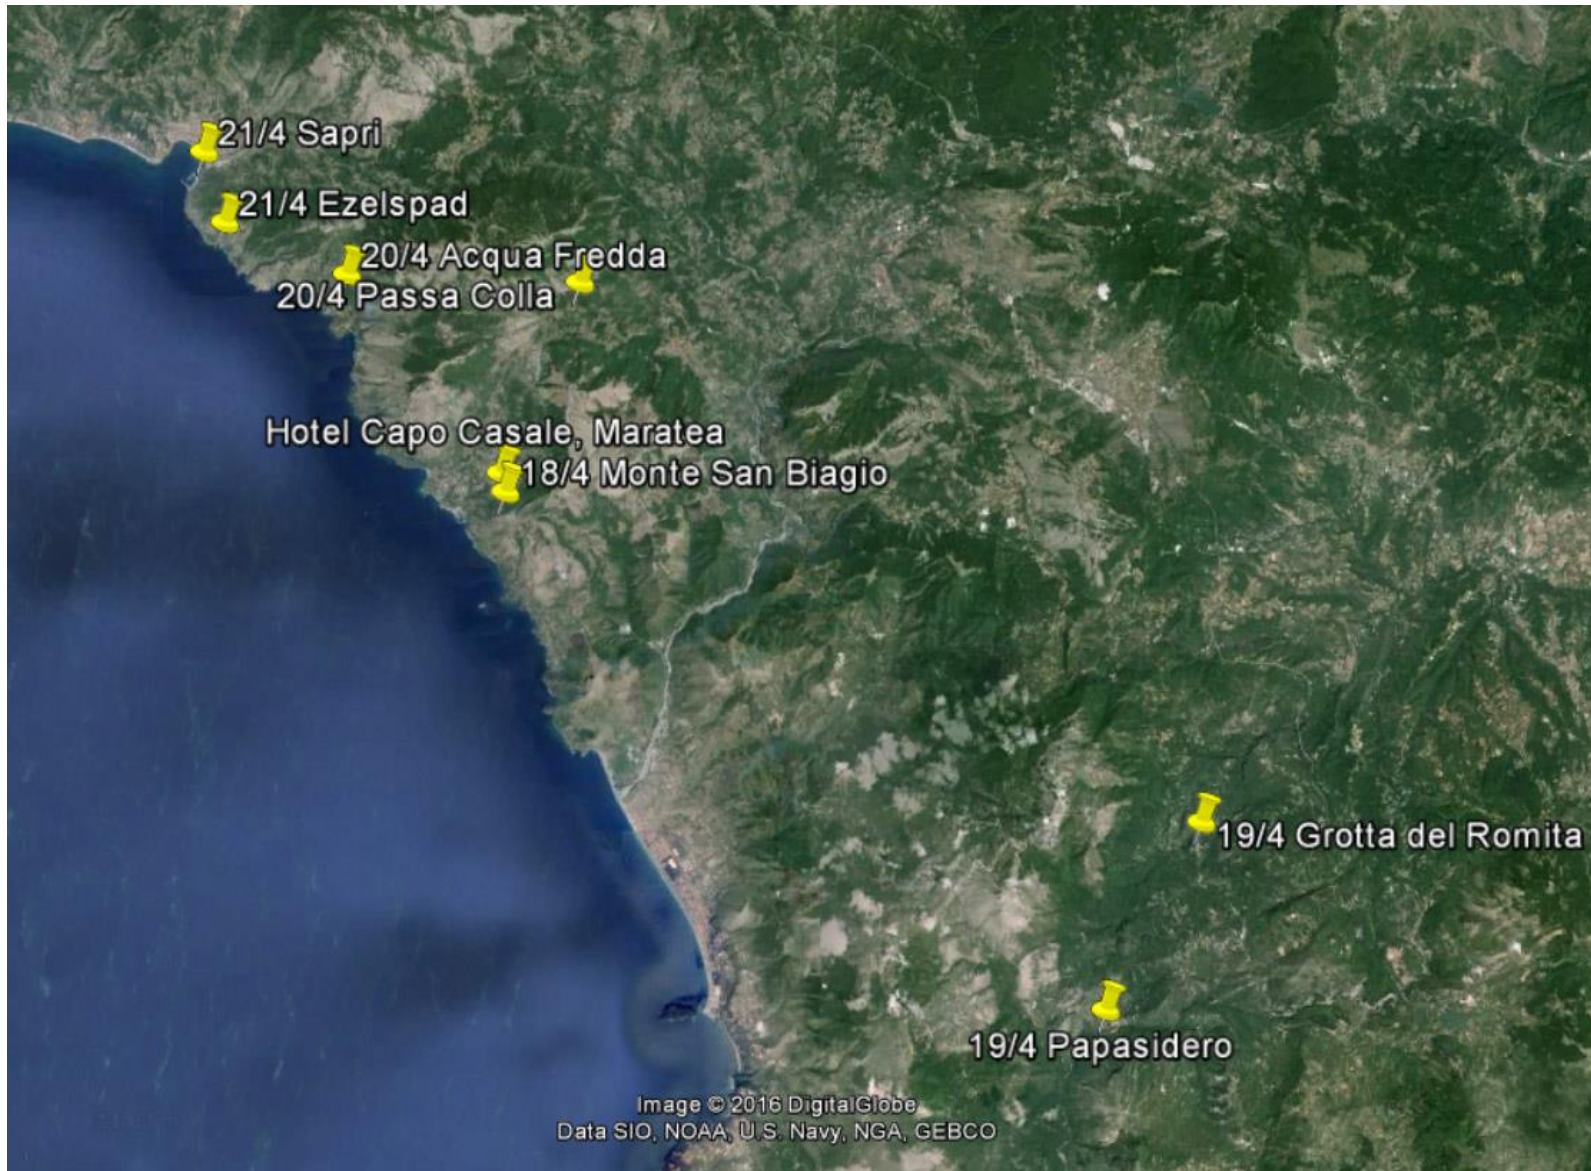 21/4 Sapri
21/4 Ezelspad
20/4 Acqua Fredda
20/4 Passa Colla
Hotel Capo Casale, Maratea
18/4 Monte San Biagio
19/4 Grotta del Romita
19/4 Papasidero
Image © 2016 DigitalGlobe
Data SIO, NOAA, U.S. Navy, NGA, GEBCO